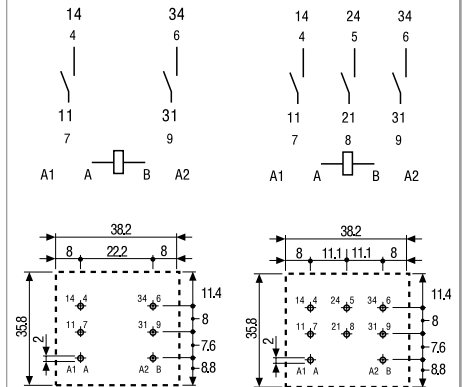 14 34
4 6
11 31
7 9
A1 A B A2
14 24 34
4 5 6
11 21 31
7 8 9
A1 A B A2
38.2
8 22.2 8
35.8
2
14 4 34 6
11 7 31 9
A1 A A2 B
11.4
8
7.6
8.8
38.2
8 11.1 11.1 8
35.8
2
14 4 24 5 34 6
11 7 21 8 31 9
A1 A A2 B
11.4
8
7.6
8.8